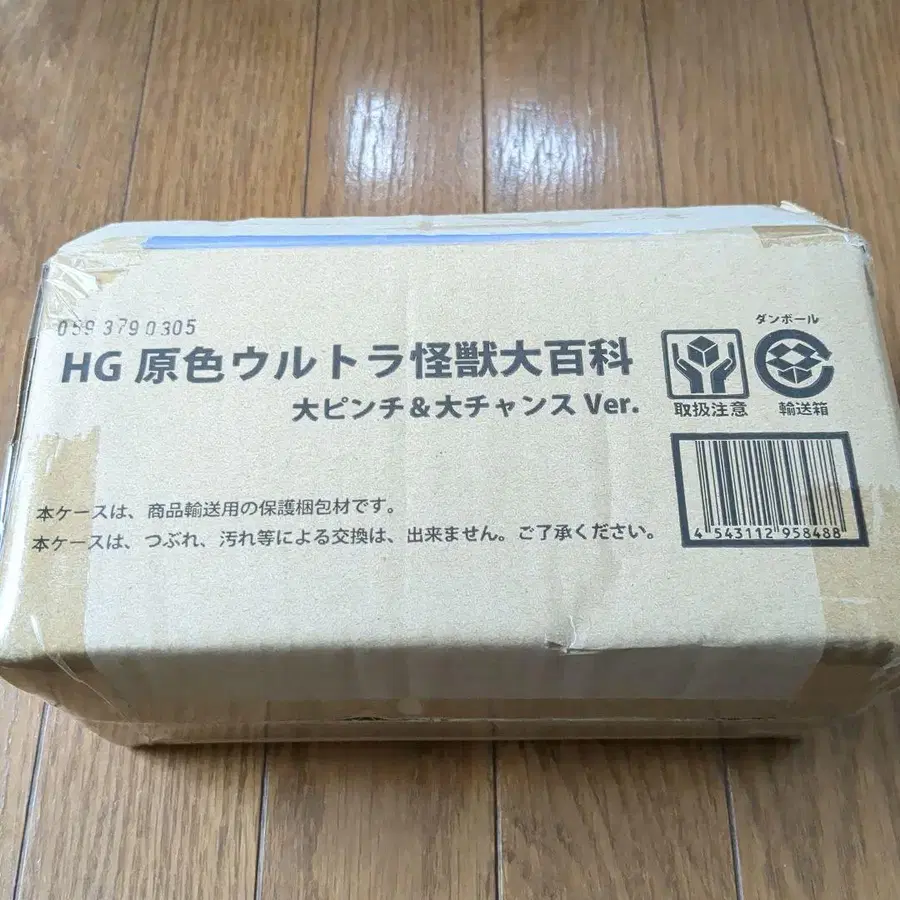 059 3790305
HG 原色ウルトラ怪獣大百科
大ピンチ&大チャンス Ver.
取扱注意
ダンボール
輸送箱
本ケースは、商品輸送用の保護梱包材です。
本ケースは、つぶれ、汚れ等による交換は、出来ません。ご了承ください。
4 543112 958488